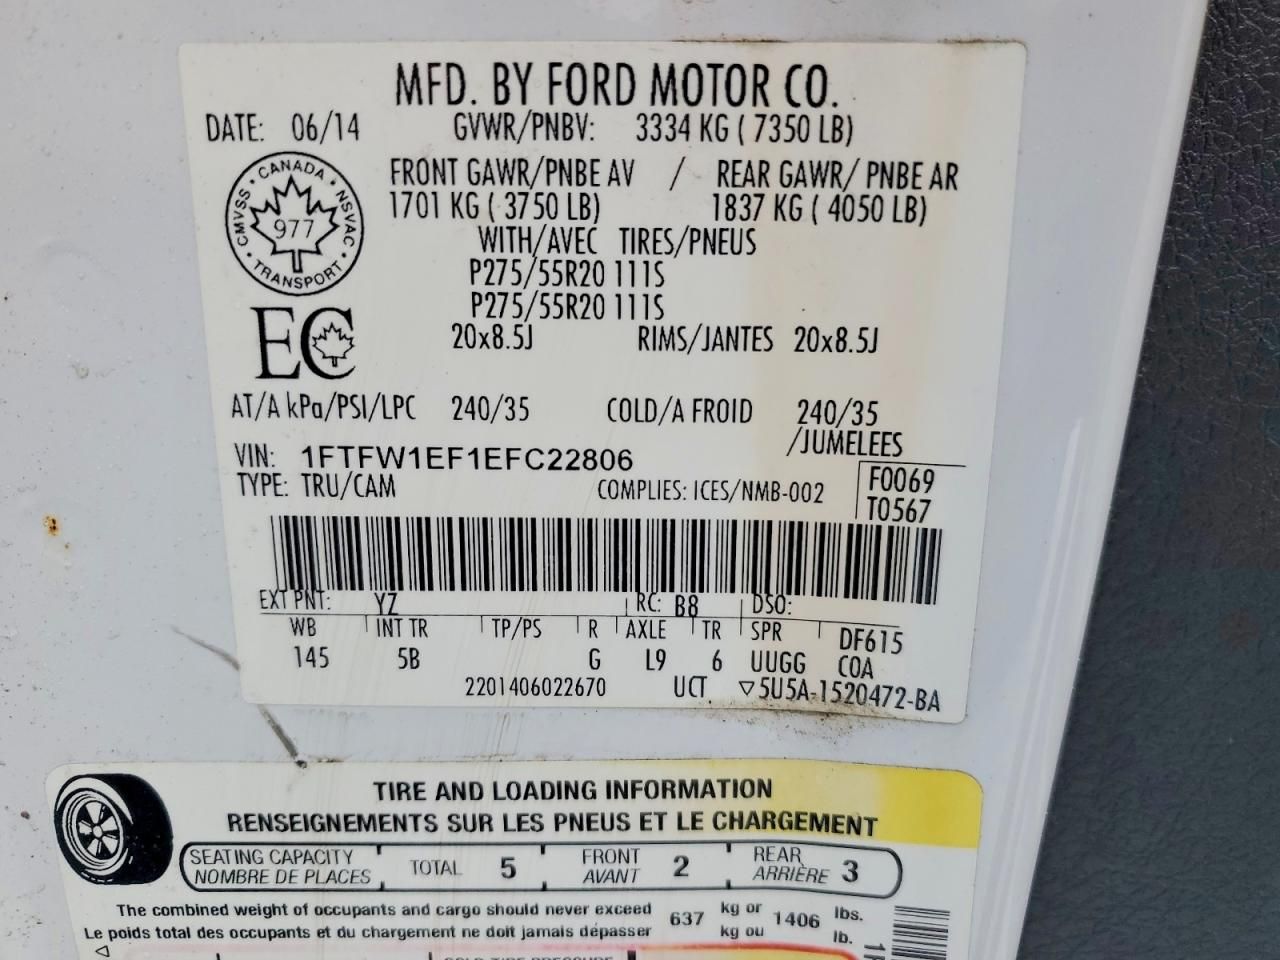 MFD. BY FORD MOTOR CO.
DATE: 06/14 GVWR/PNBV: 3334 KG ( 7350 LB)
FRONT GAWR/PNBE AV / REAR GAWR/ PNBE AR
1701 KG ( 3750 LB) 1837 KG ( 4050 LB)
WITH/AVEC TIRES/PNEUS
P275/55R20 111S
P275/55R20 111S
20x8.5J RIMS/JANTES 20x8.5J
CANADA
CMVSS NSVAC
977
TRANSPORT
EC
AT/A kPa/PSI/LPC 240/35 COLD/A FROID 240/35
/JUMELEES
VIN: 1FTFW1EF1EFC22806
TYPE: TRU/CAM COMPLIES: ICES/NMB-002
F0069
T0567
EXT PNT: YZ RC: B8 DSO:
WB INT TR TP/PS R AXLE TR SPR DF615
145 5B G L9 6 UUGG COA
2201406022670 UCT ▽5U5A-1520472-BA
TIRE AND LOADING INFORMATION
RENSEIGNEMENTS SUR LES PNEUS ET LE CHARGEMENT
SEATING CAPACITY
NOMBRE DE PLACES
TOTAL 5
FRONT
AVANT
2
REAR
ARRIÈRE
3
The combined weight of occupants and cargo should never exceed 637 kg or 1406 lbs.
Le poids total des occupants et du chargement ne doit jamais dépasser kg ou lb.